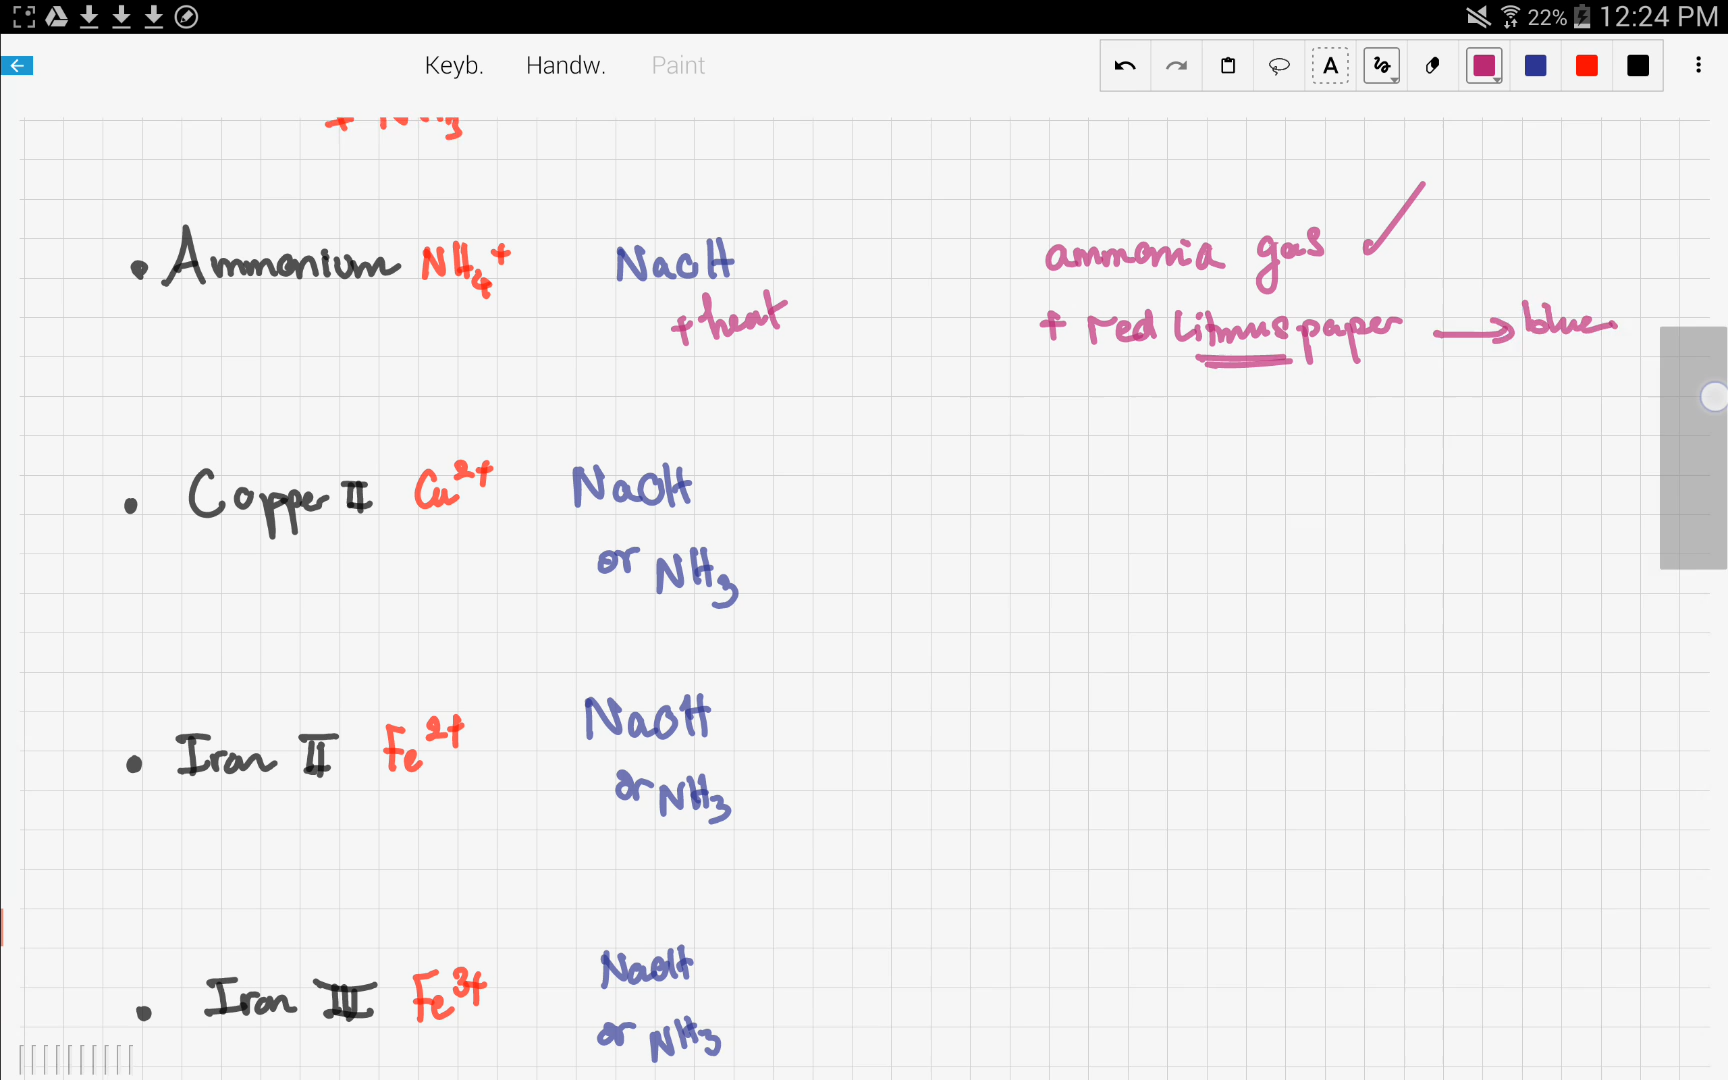 22% 12:24 PM
Keyb. Handw. Paint A
+ NH3
• Ammonium NH4+ NaOH ammonia gas ✓
+ heat + red litmus paper → blue
• Copper II Cu2+ NaOH
or NH3
• Iron II Fe2+ NaOH
or NH3
• Iron III Fe3+ NaOH
or NH3